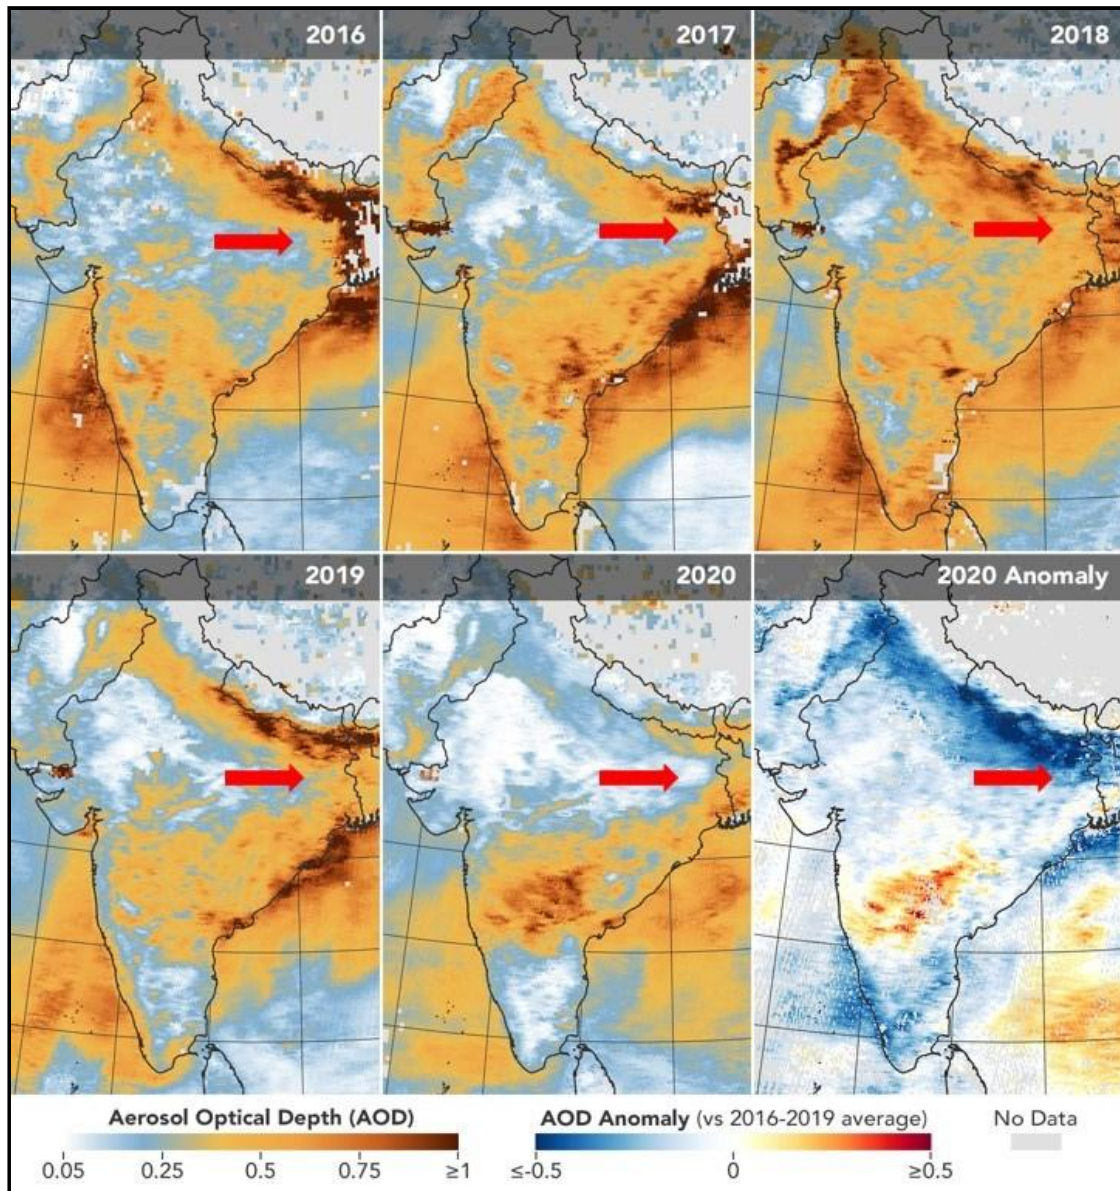 2016
2017
2018
2019
2020
2020 Anomaly
Aerosol Optical Depth (AOD)
0.05 0.25 0.5 0.75 ≥1
AOD Anomaly (vs 2016-2019 average)
≤-0.5 0 ≥0.5
No Data